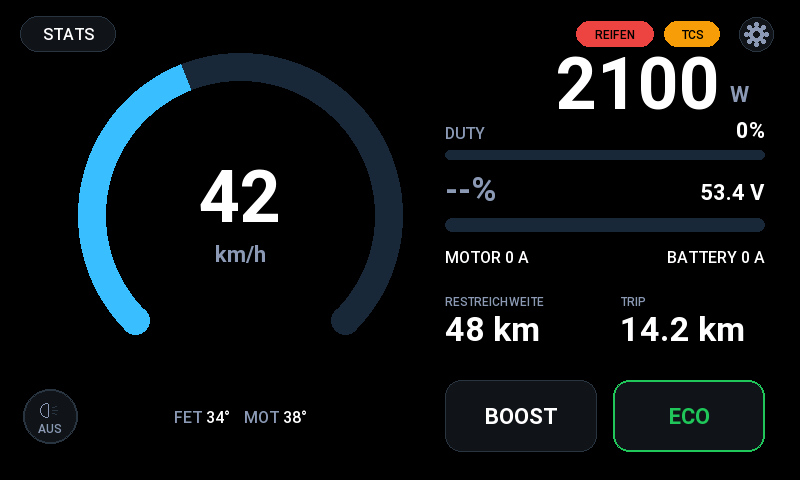 STATS
REIFEN TCS
2100 W
DUTY 0%
--% 53.4 V
42
km/h
MOTOR 0 A BATTERY 0 A
RESTREICHWEITE TRIP
48 km 14.2 km
AUS
FET 34° MOT 38°
BOOST ECO